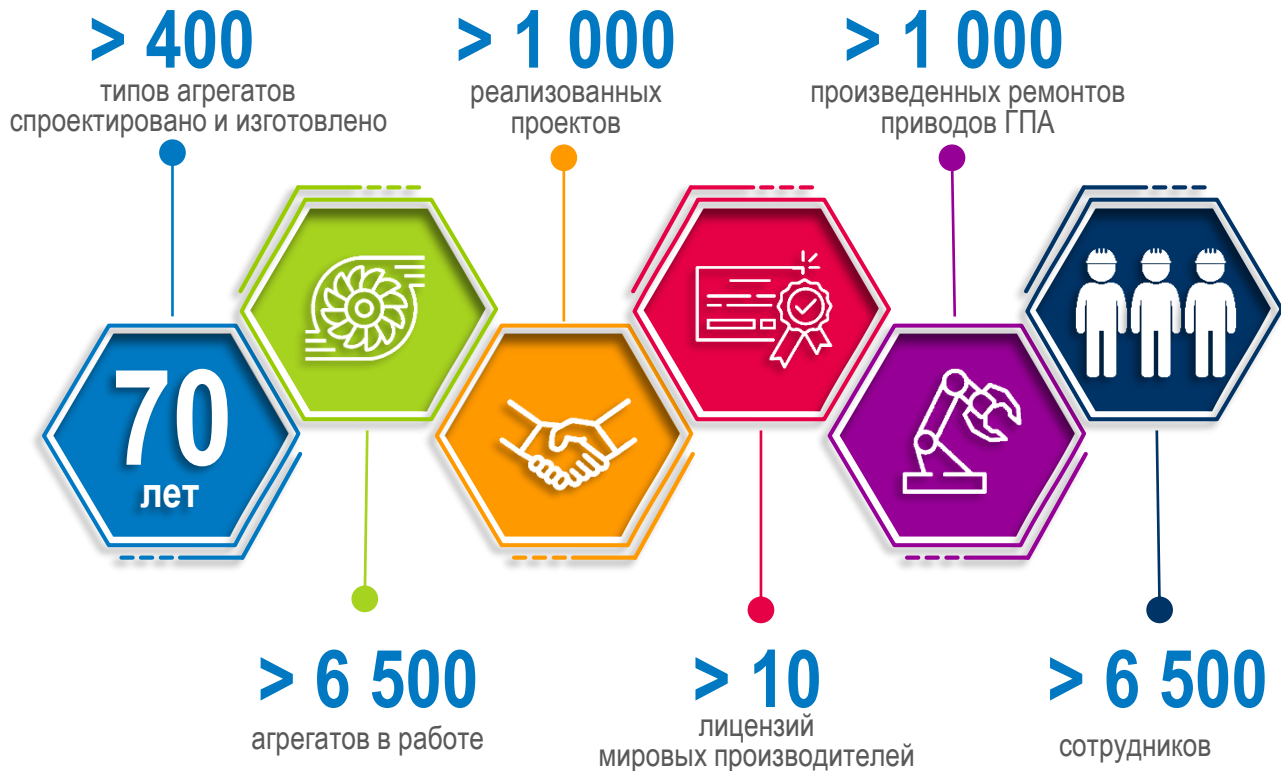 > 400
типов агрегатов
спроектировано и изготовлено
> 1 000
реализованных
проектов
> 1 000
произведенных ремонтов
приводов ГПА
70
лет
> 6 500
агрегатов в работе
> 10
лицензий
мировых производителей
> 6 500
сотрудников